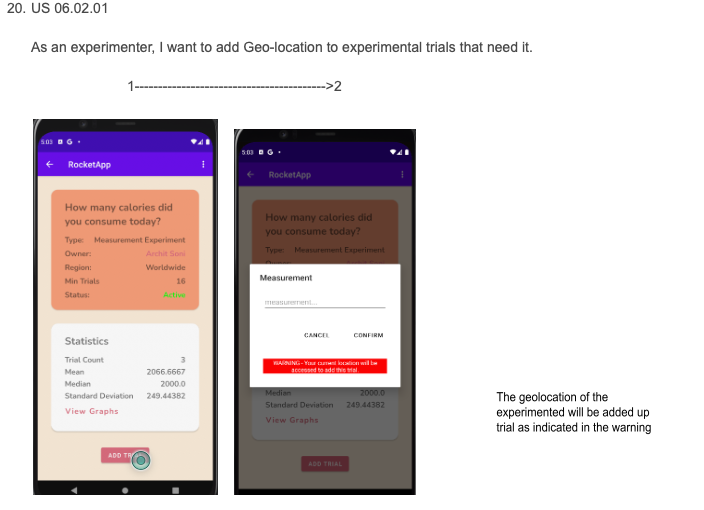 20. US 06.02.01
As an experimenter, I want to add Geo-location to experimental trials that need it.
1----------------------------------------->2
5:03
RocketApp
How many calories did
you consume today?
Type: Measurement Experiment
Owner: Archit Soni
Region: Worldwide
Min Trials 16
Status: Active
Statistics
Trial Count 3
Mean 2066.6667
Median 2000.0
Standard Deviation 249.44382
View Graphs
ADD TR
5:03
RocketApp
How many calories did
you consume today?
Type: Measurement Experiment
Measurement
measurement...
CANCEL CONFIRM
WARNING - Your current location will be
accessed to add this trial.
Median 2000.0
Standard Deviation 249.44382
View Graphs
ADD TRIAL
The geolocation of the
experimented will be added up
trial as indicated in the warning